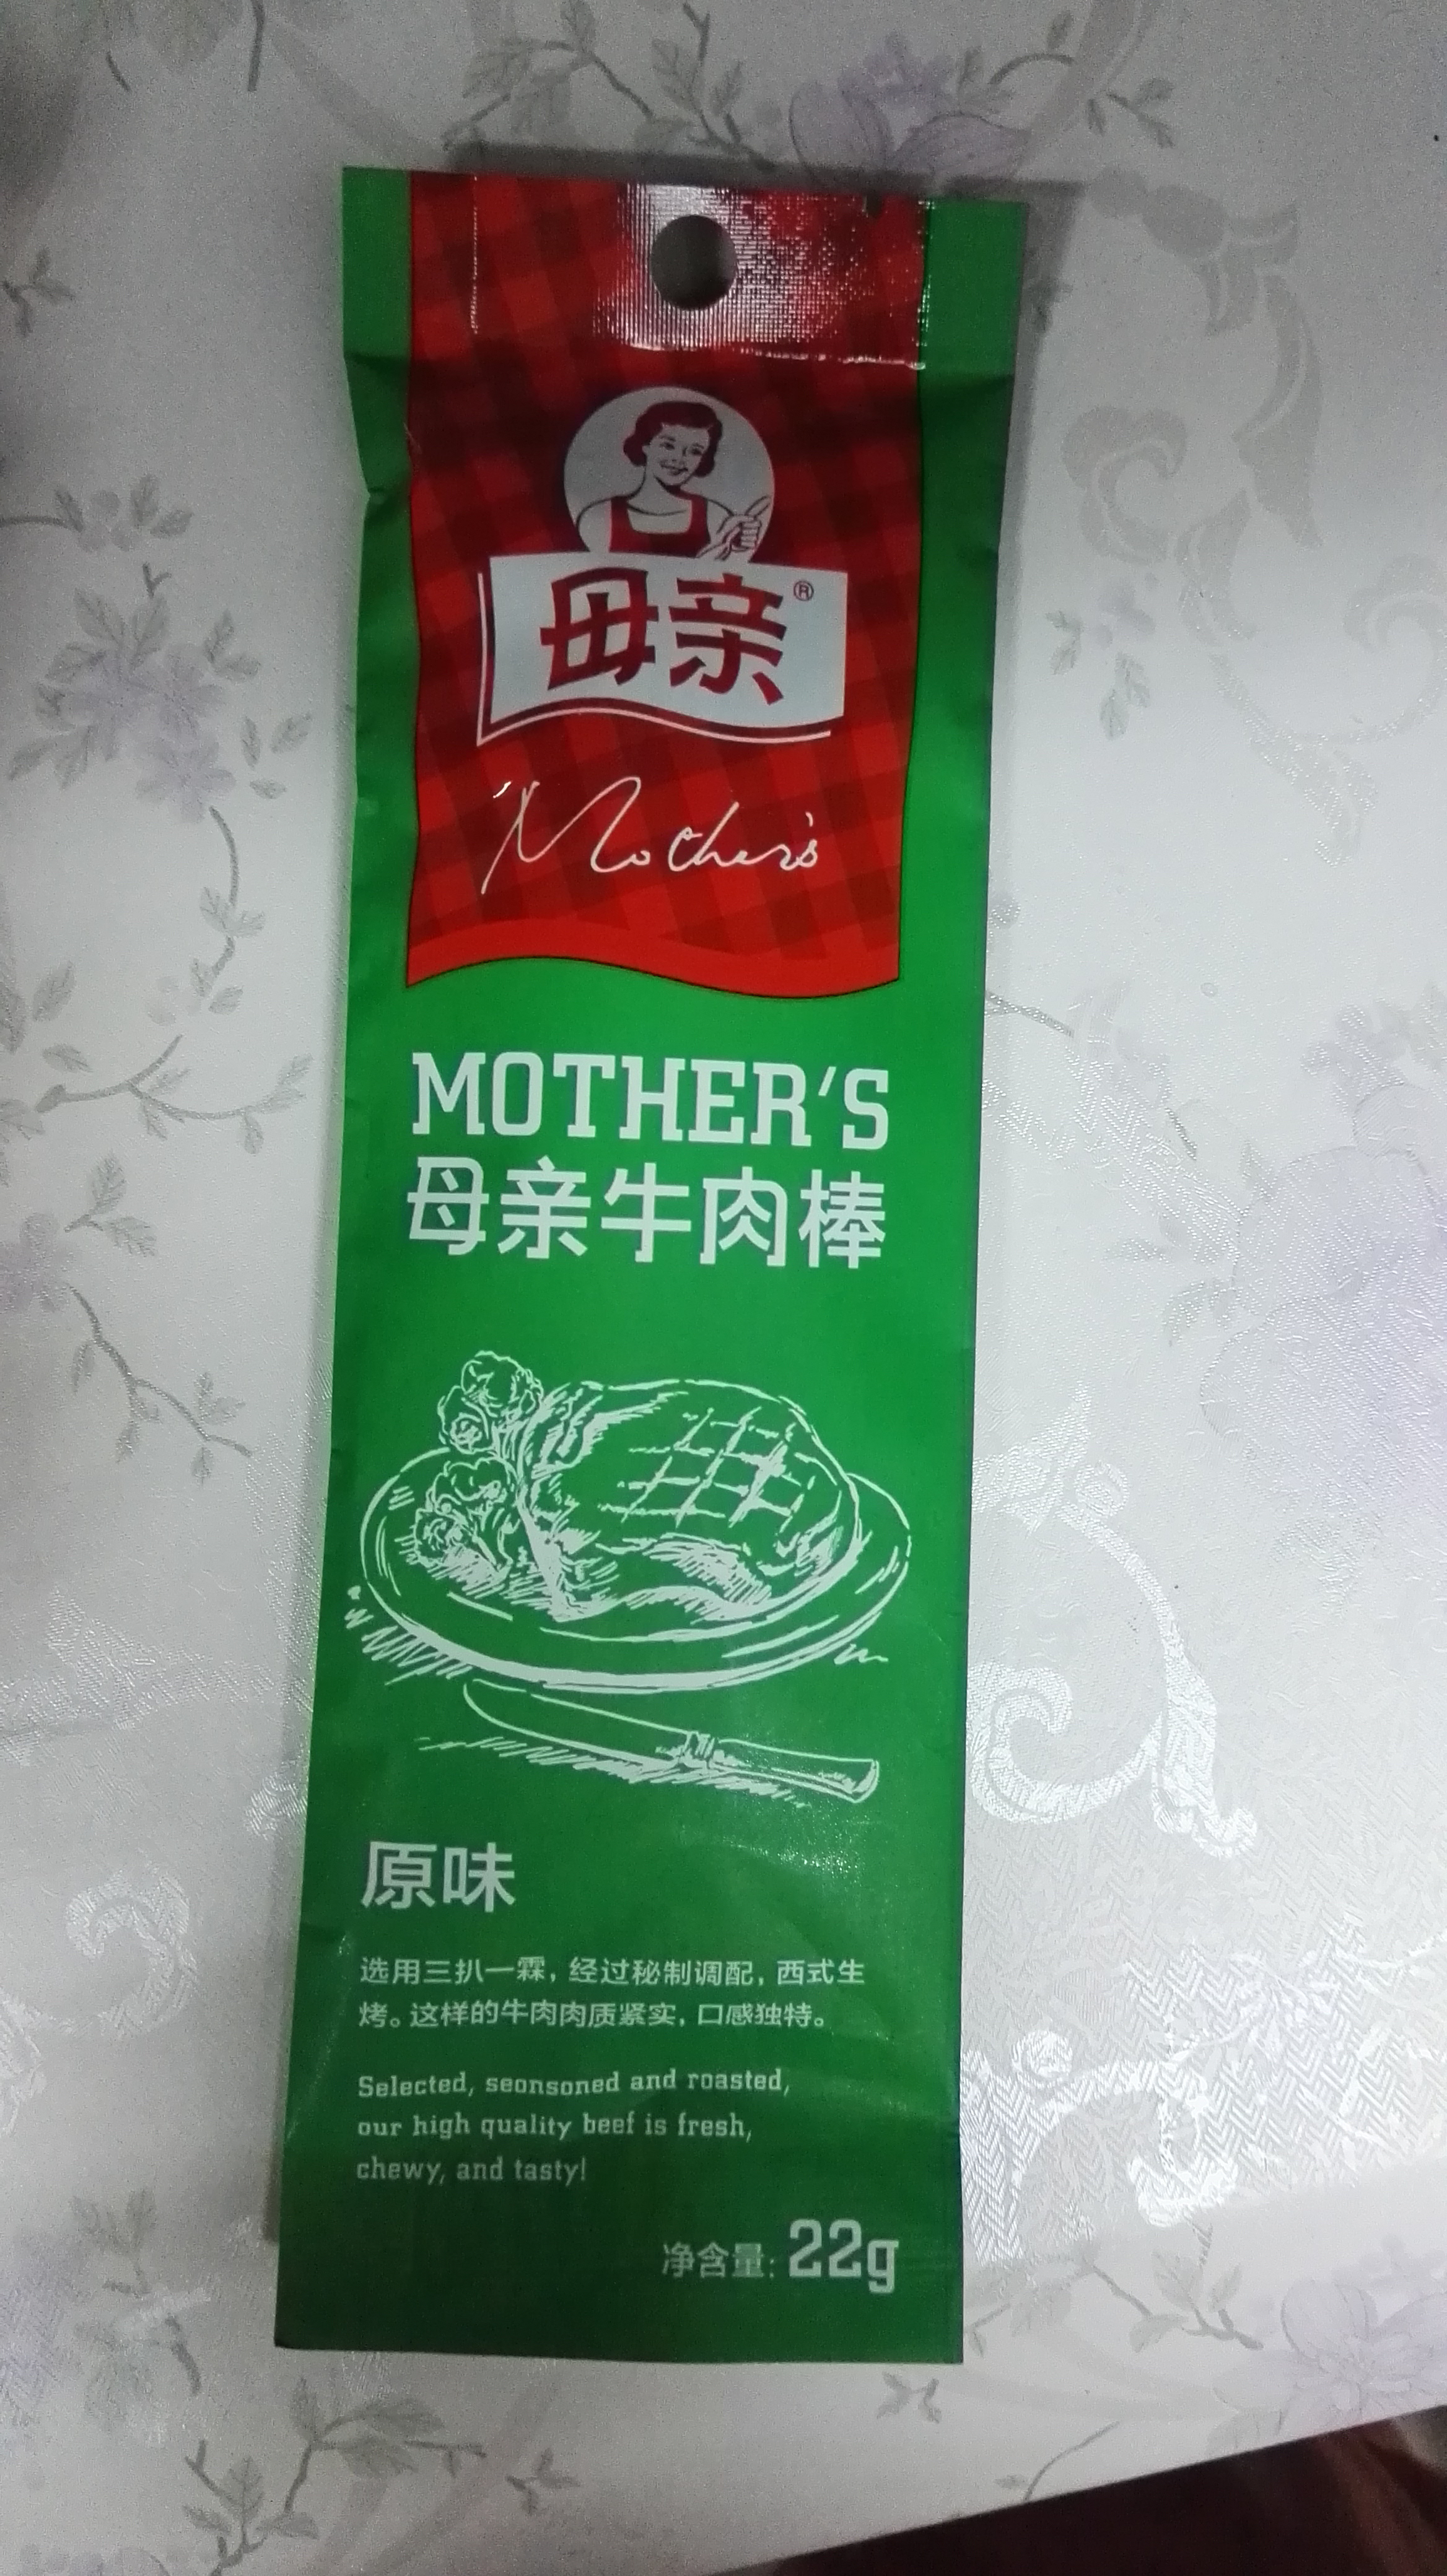 母亲®
Mother's
MOTHER'S
母亲牛肉棒
原味
选用三扒一霖，经过秘制调配，西式生
烤。这样的牛肉肉质紧实，口感独特。
Selected, seonsoned and roasted,
our high quality beef is fresh,
chewy, and tasty!
净含量：22g